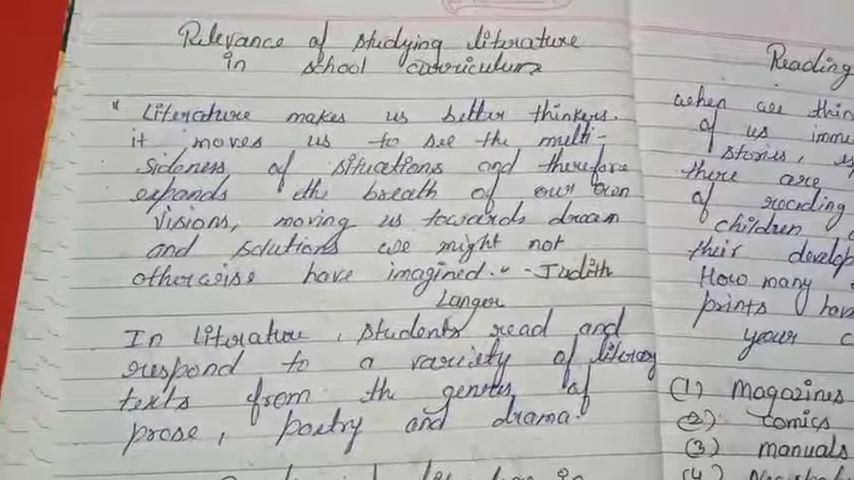 Relevance of studying literature
in school curriculum
" Literature makes us better thinkers.
it moves us to see the multi-
sideness of situations and therefore
expands the breath of our own
visions, moving us towards dream
and solutions we might not
otherwise have imagined." - Judith
Langer
In literature, students read and
respond to a variety of literary
texts from the genres of
prose, poetry and drama.
Reading
when we thin
of us imme
stories, es
there are
of reading
children
their develop
How many
prints hav
your c
(1) Magazines
(2) comics
(3) manuals
(4)